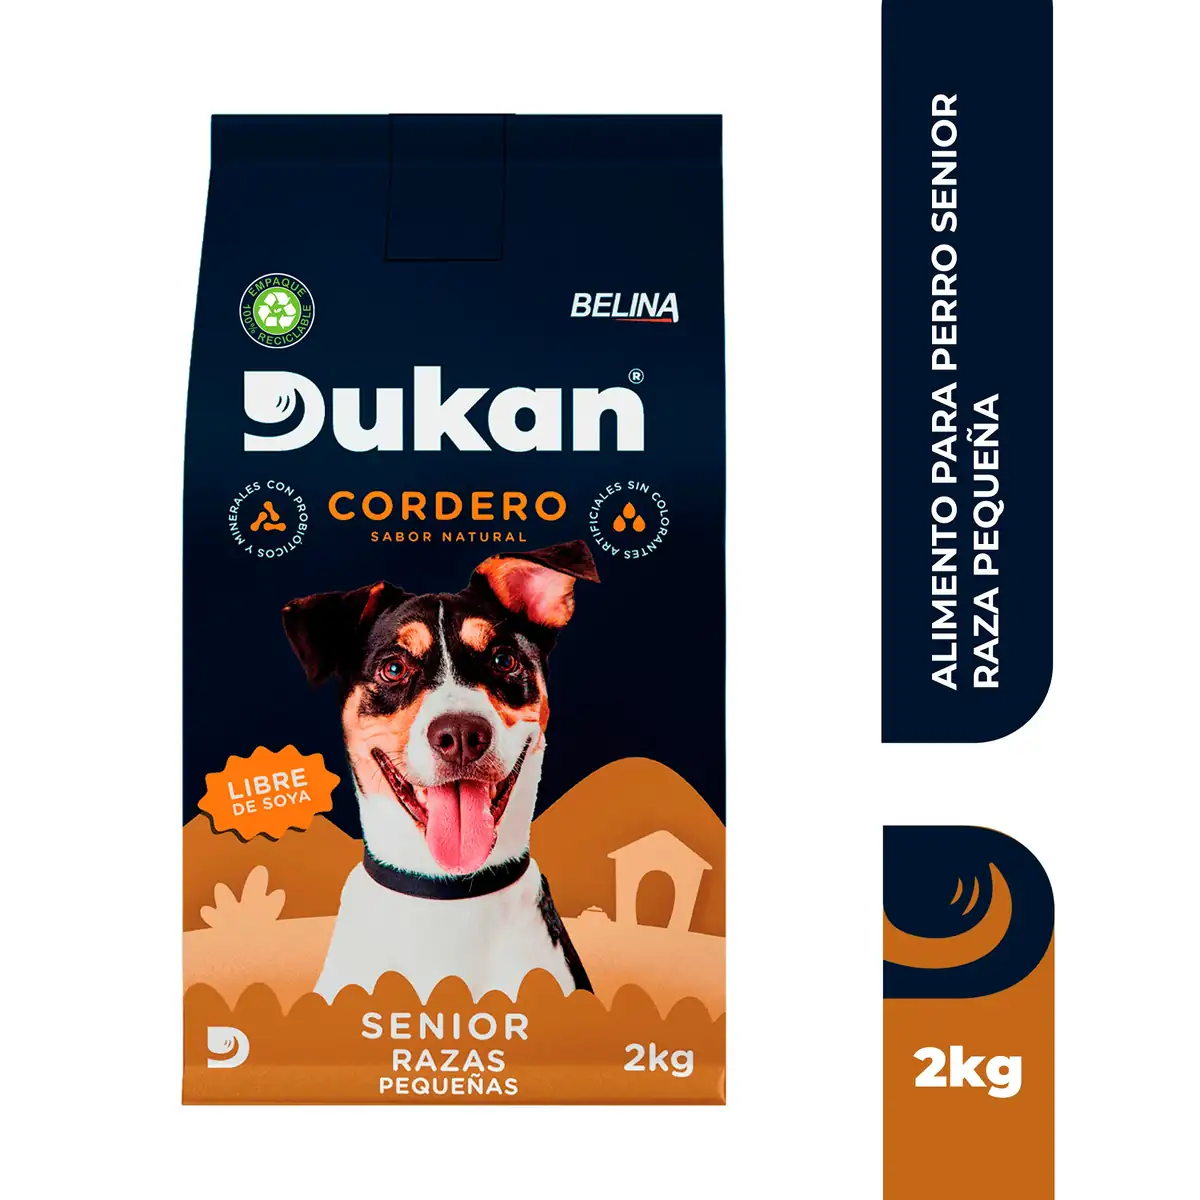 EMPAQUE
100% RECICLABLE
BELINA
Dukan®
MINERALES CON PROBIÓTICOS Y
CORDERO
SABOR NATURAL
SIN COLORANTES ARTIFICIALES
LIBRE
DE SOYA
SENIOR
RAZAS
PEQUEÑAS
2kg
ALIMENTO PARA PERRO SENIOR
RAZA PEQUEÑA
2kg